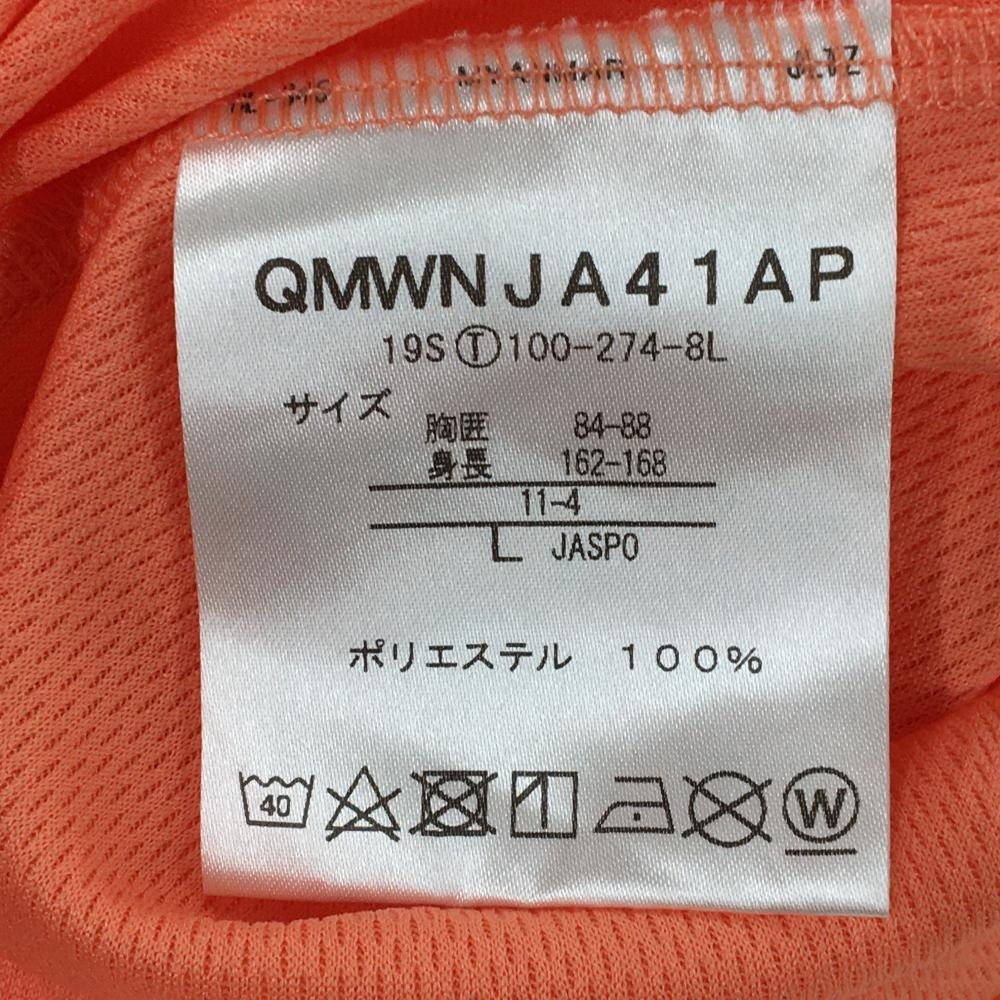 MYANMAR
QMWNJA41AP
19S Ⓣ100-274-8L
サイズ
胸囲 84-88
身長 162-168
11-4
L JASPO
ポリエステル 100%
40
W